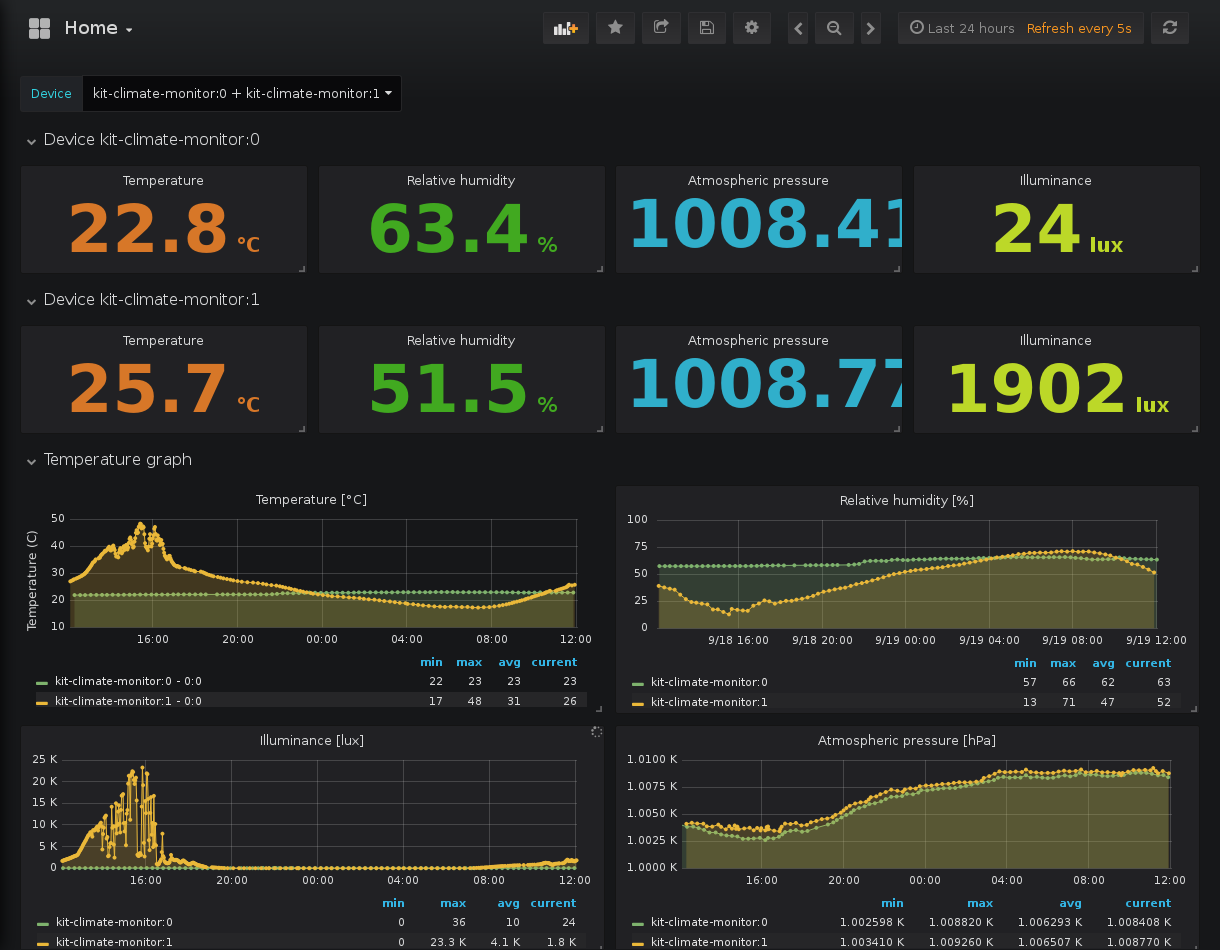 Home
Last 24 hours Refresh every 5s
Device kit-climate-monitor:0 + kit-climate-monitor:1
Device kit-climate-monitor:0
Temperature Relative humidity Atmospheric pressure Illuminance
22.8 °C 63.4 % 1008.41 24 lux
Device kit-climate-monitor:1
Temperature Relative humidity Atmospheric pressure Illuminance
25.7 °C 51.5 % 1008.77 1902 lux
Temperature graph
Temperature [°C]
Temperature (C)
50
40
30
20
10
16:00 20:00 00:00 04:00 08:00 12:00
min max avg current
kit-climate-monitor:0 - 0:0 22 23 23 23
kit-climate-monitor:1 - 0:0 17 48 31 26
Relative humidity [%]
100
75
50
25
0
9/18 16:00 9/18 20:00 9/19 00:00 9/19 04:00 9/19 08:00 9/19 12:00
min max avg current
kit-climate-monitor:0 57 66 62 63
kit-climate-monitor:1 13 71 47 52
Illuminance [lux]
25 K
20 K
15 K
10 K
5 K
0
16:00 20:00 00:00 04:00 08:00 12:00
min max avg current
kit-climate-monitor:0 0 36 10 24
kit-climate-monitor:1 0 23.3 K 4.1 K 1.8 K
Atmospheric pressure [hPa]
1.0100 K
1.0075 K
1.0050 K
1.0025 K
1.0000 K
16:00 20:00 00:00 04:00 08:00 12:00
min max avg current
kit-climate-monitor:0 1.002598 K 1.008820 K 1.006293 K 1.008408 K
kit-climate-monitor:1 1.003410 K 1.009260 K 1.006507 K 1.008770 K